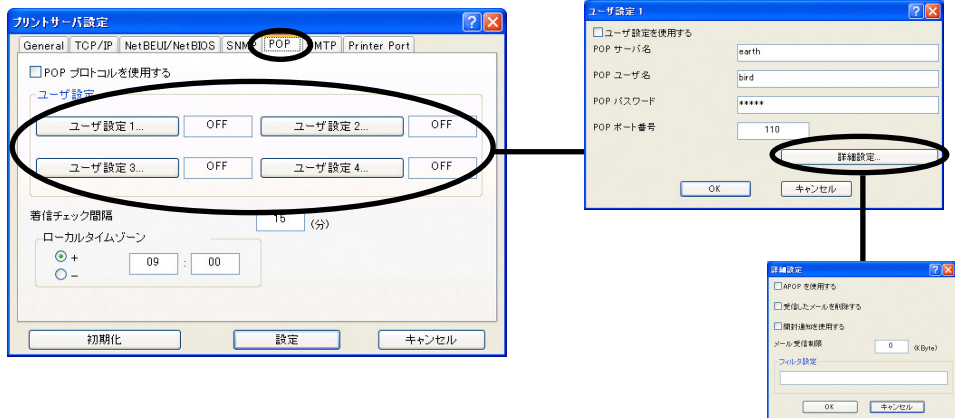 プリントサーバ設定
General TCP/IP NetBEUI/NetBIOS SNMP POP SMTP Printer Port
POP プロトコルを使用する
ユーザ設定
ユーザ設定 1... OFF ユーザ設定 2... OFF
ユーザ設定 3... OFF ユーザ設定 4... OFF
着信チェック間隔 15 (分)
ローカルタイムゾーン
+
09 : 00
-
初期化 設定 キャンセル
ユーザ設定 1
ユーザ設定を使用する
POP サーバ名 earth
POP ユーザ名 bird
POP パスワード *****
POP ポート番号 110
詳細設定...
OK キャンセル
詳細設定
APOP を使用する
受信したメールを削除する
開封通知を使用する
メール受信制限 0 (KByte)
フィルタ設定
OK キャンセル